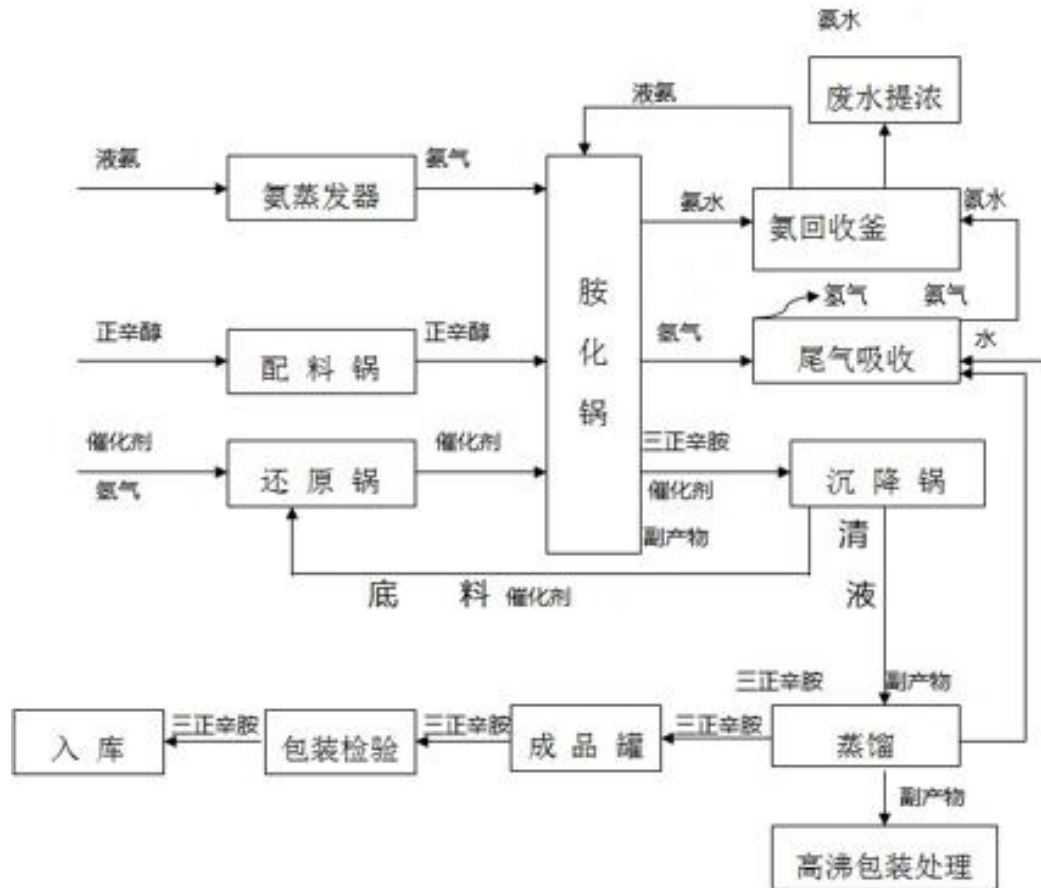 氨水
废水提浓
液氨
液氨 氨蒸发器 氨气
氨水 氨回收釜 氨水
胺化锅
氢气 氨气
正辛醇 配料锅 正辛醇
氨气 尾气吸收 水
催化剂 还原锅 催化剂
氨气
三正辛胺 沉降锅
催化剂
副产物
清液
底料 催化剂
三正辛胺 副产物
入库 三正辛胺 包装检验 三正辛胺 成品罐 三正辛胺 蒸馏
副产物
高沸包装处理